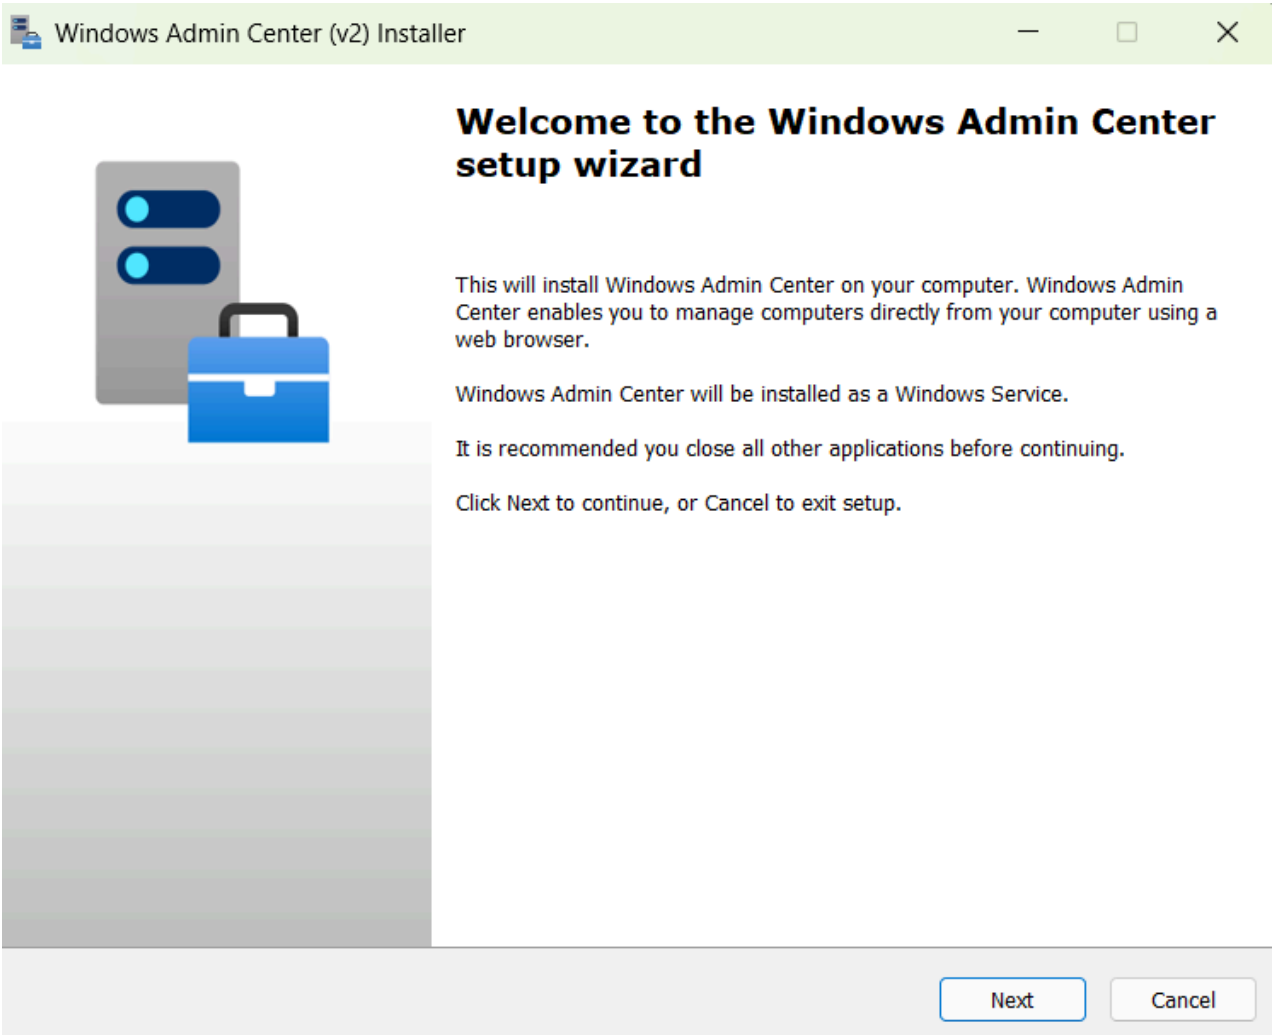 Windows Admin Center (v2) Installer
Welcome to the Windows Admin Center
setup wizard
This will install Windows Admin Center on your computer. Windows Admin
Center enables you to manage computers directly from your computer using a
web browser.
Windows Admin Center will be installed as a Windows Service.
It is recommended you close all other applications before continuing.
Click Next to continue, or Cancel to exit setup.
Next
Cancel